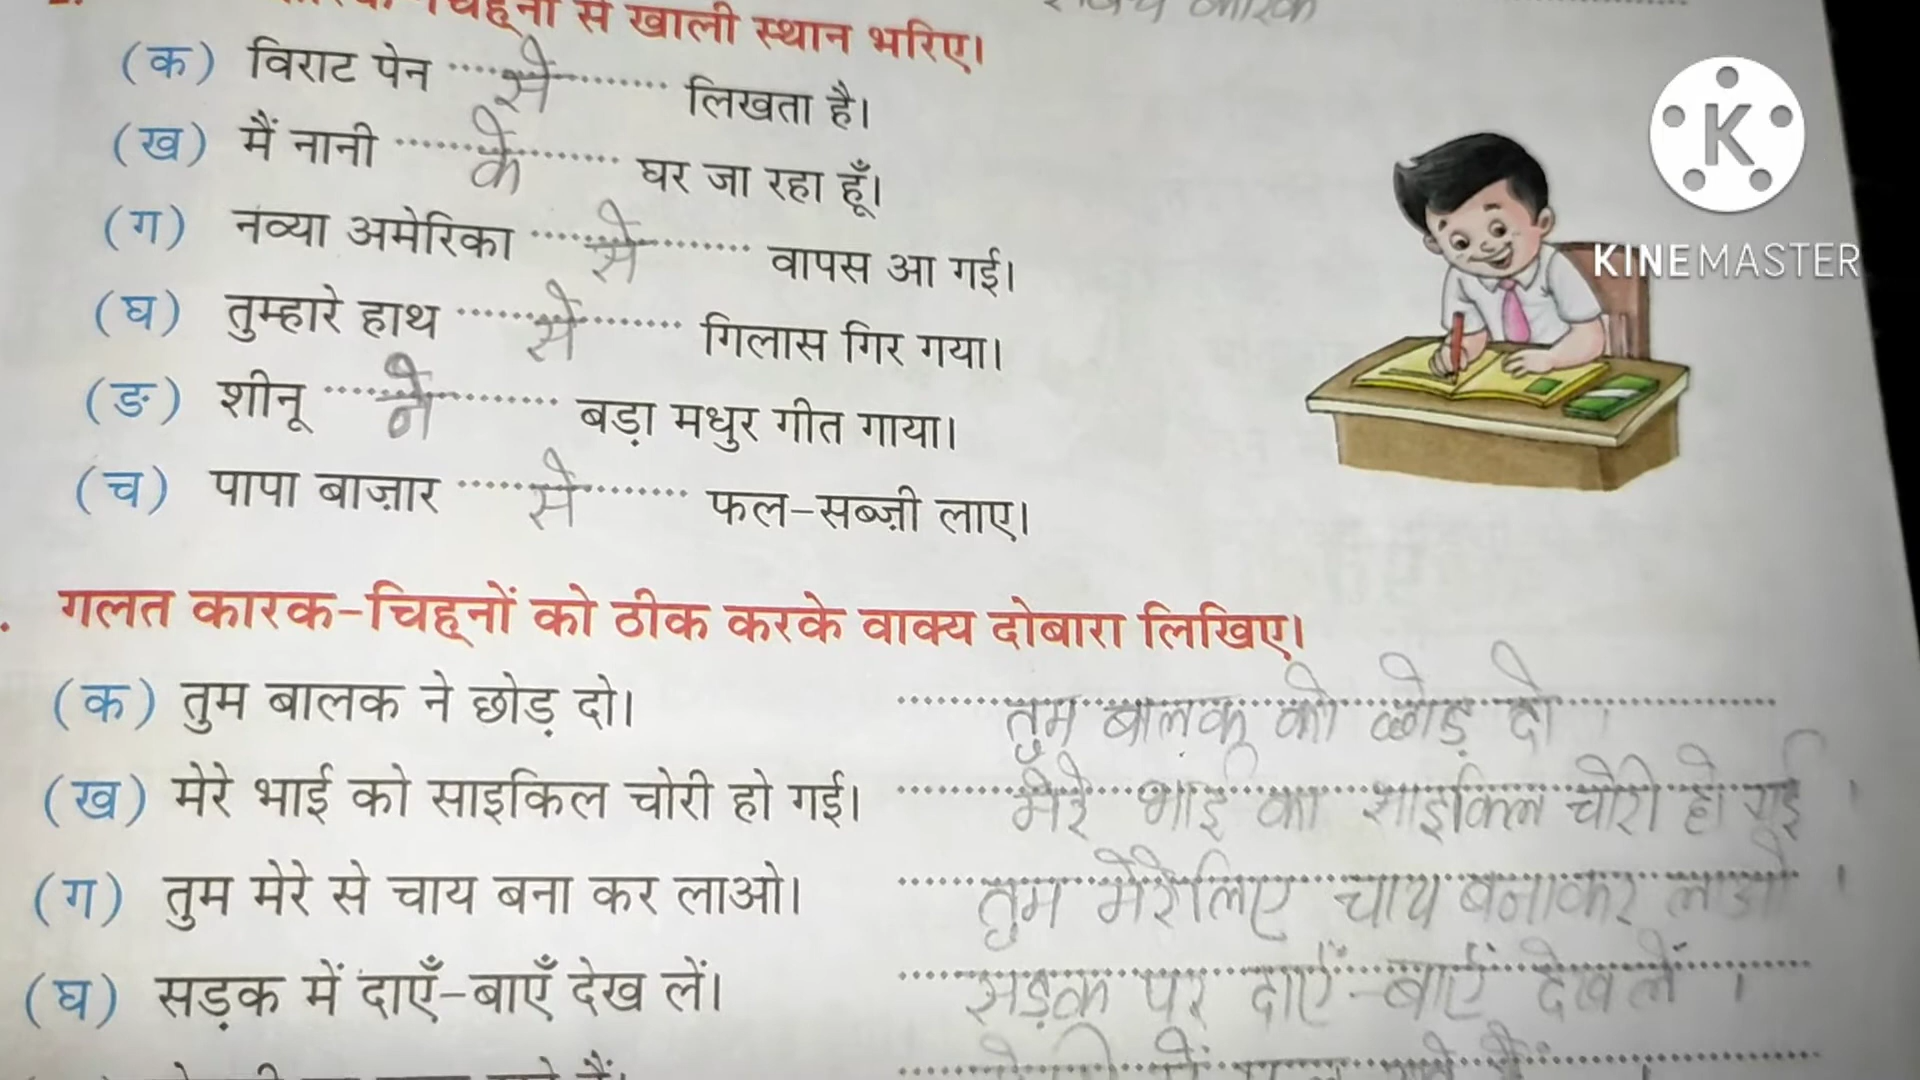 चिह्नों से खाली स्थान भरिए।
कारक
(क) विराट पेन से लिखता है।
(ख) मैं नानी के घर जा रहा हूँ।
(ग) नव्या अमेरिका से वापस आ गई।
(घ) तुम्हारे हाथ से गिलास गिर गया।
(ङ) शीनू ने बड़ा मधुर गीत गाया।
(च) पापा बाज़ार से फल-सब्ज़ी लाए।
K
KINEMASTER
गलत कारक-चिह्नों को ठीक करके वाक्य दोबारा लिखिए।
(क) तुम बालक ने छोड़ दो। तुम बालक को छोड़ दो ।
(ख) मेरे भाई को साइकिल चोरी हो गई। मेरे भाई का साइकिल चोरी हो गई ।
(ग) तुम मेरे से चाय बना कर लाओ। तुम मेरे लिए चाय बनाकर लाओ ।
(घ) सड़क में दाएँ-बाएँ देख लें। सड़क पर दाएँ-बाएँ देख लें ।